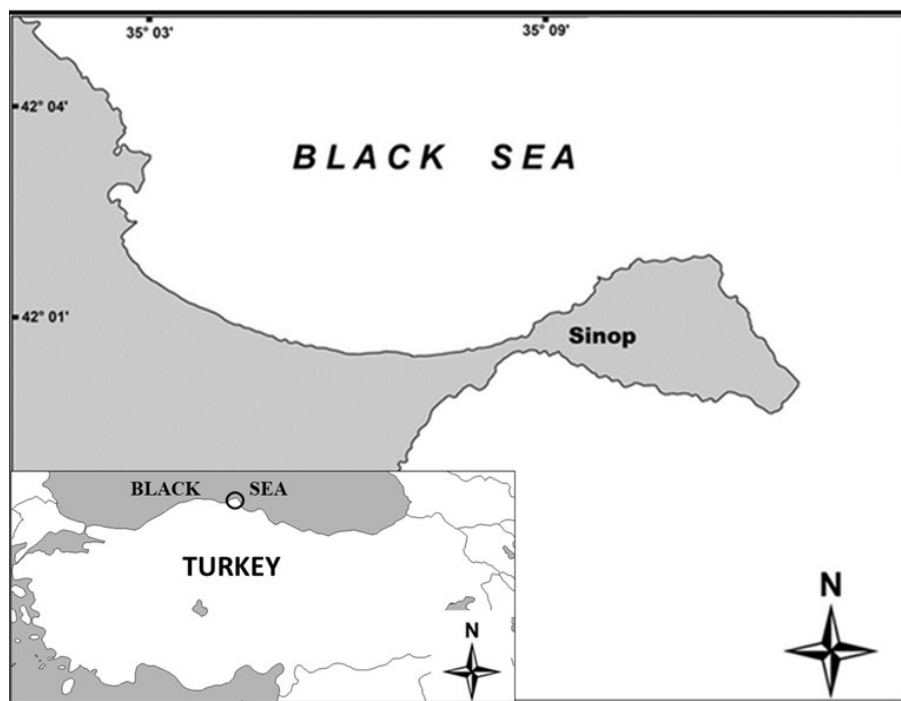 35° 03' 35° 09'
42° 04'
BLACK SEA
42° 01'
Sinop
BLACK SEA
TURKEY
N
N